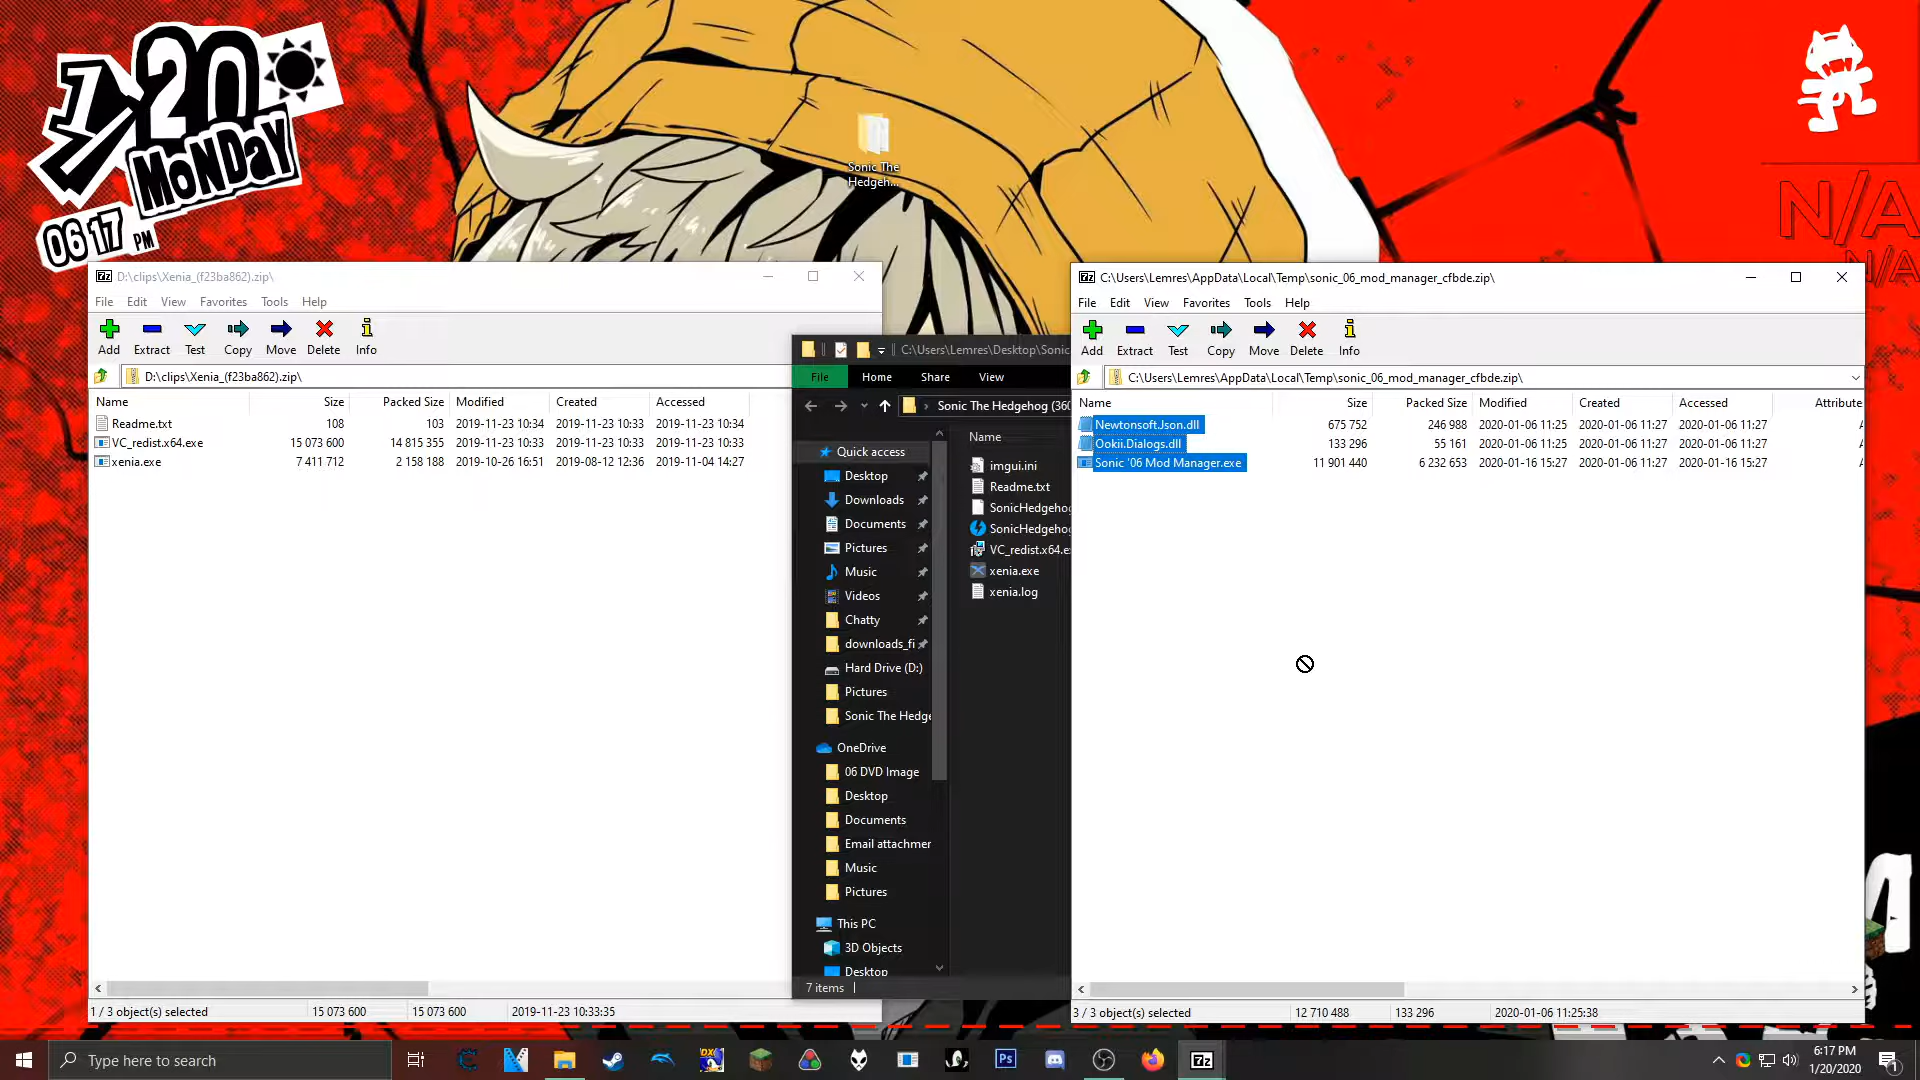 1/20
MONDAY
06:17 PM
Sonic The
Hedgeh...
N/A
N/A
D:\clips\Xenia_(f23ba862).zip\
File Edit View Favorites Tools Help
Add Extract Test Copy Move Delete Info
D:\clips\Xenia_(f23ba862).zip\
Name Size Packed Size Modified Created Accessed
Readme.txt 108 103 2019-11-23 10:34 2019-11-23 10:33 2019-11-23 10:34
VC_redist.x64.exe 15 073 600 14 815 355 2019-11-23 10:33 2019-11-23 10:33 2019-11-23 10:33
xenia.exe 7 411 712 2 158 188 2019-10-26 16:51 2019-08-12 12:36 2019-11-04 14:27
1 / 3 object(s) selected 15 073 600 15 073 600 2019-11-23 10:33:35
C:\Users\Lemres\Desktop\Sonic
File Home Share View
Sonic The Hedgehog (360
Quick access
Desktop
Downloads
Documents
Pictures
Music
Videos
Chatty
downloads_fi
Hard Drive (D:)
Pictures
Sonic The Hedge
OneDrive
06 DVD Image
Desktop
Documents
Email attachmen
Music
Pictures
This PC
3D Objects
Desktop
Name
imgui.ini
Readme.txt
SonicHedgehog
SonicHedgehog
VC_redist.x64.ex
xenia.exe
xenia.log
7 items
C:\Users\Lemres\AppData\Local\Temp\sonic_06_mod_manager_cfbde.zip\
File Edit View Favorites Tools Help
Add Extract Test Copy Move Delete Info
C:\Users\Lemres\AppData\Local\Temp\sonic_06_mod_manager_cfbde.zip\
Name Size Packed Size Modified Created Accessed Attribute
Newtonsoft.Json.dll 675 752 246 988 2020-01-06 11:25 2020-01-06 11:27 2020-01-06 11:27 A
Ookii.Dialogs.dll 133 296 55 161 2020-01-06 11:25 2020-01-06 11:27 2020-01-06 11:27 A
Sonic '06 Mod Manager.exe 11 901 440 6 232 653 2020-01-16 15:27 2020-01-06 11:27 2020-01-16 15:27 A
3 / 3 object(s) selected 12 710 488 133 296 2020-01-06 11:25:38
Type here to search
6:17 PM
1/20/2020